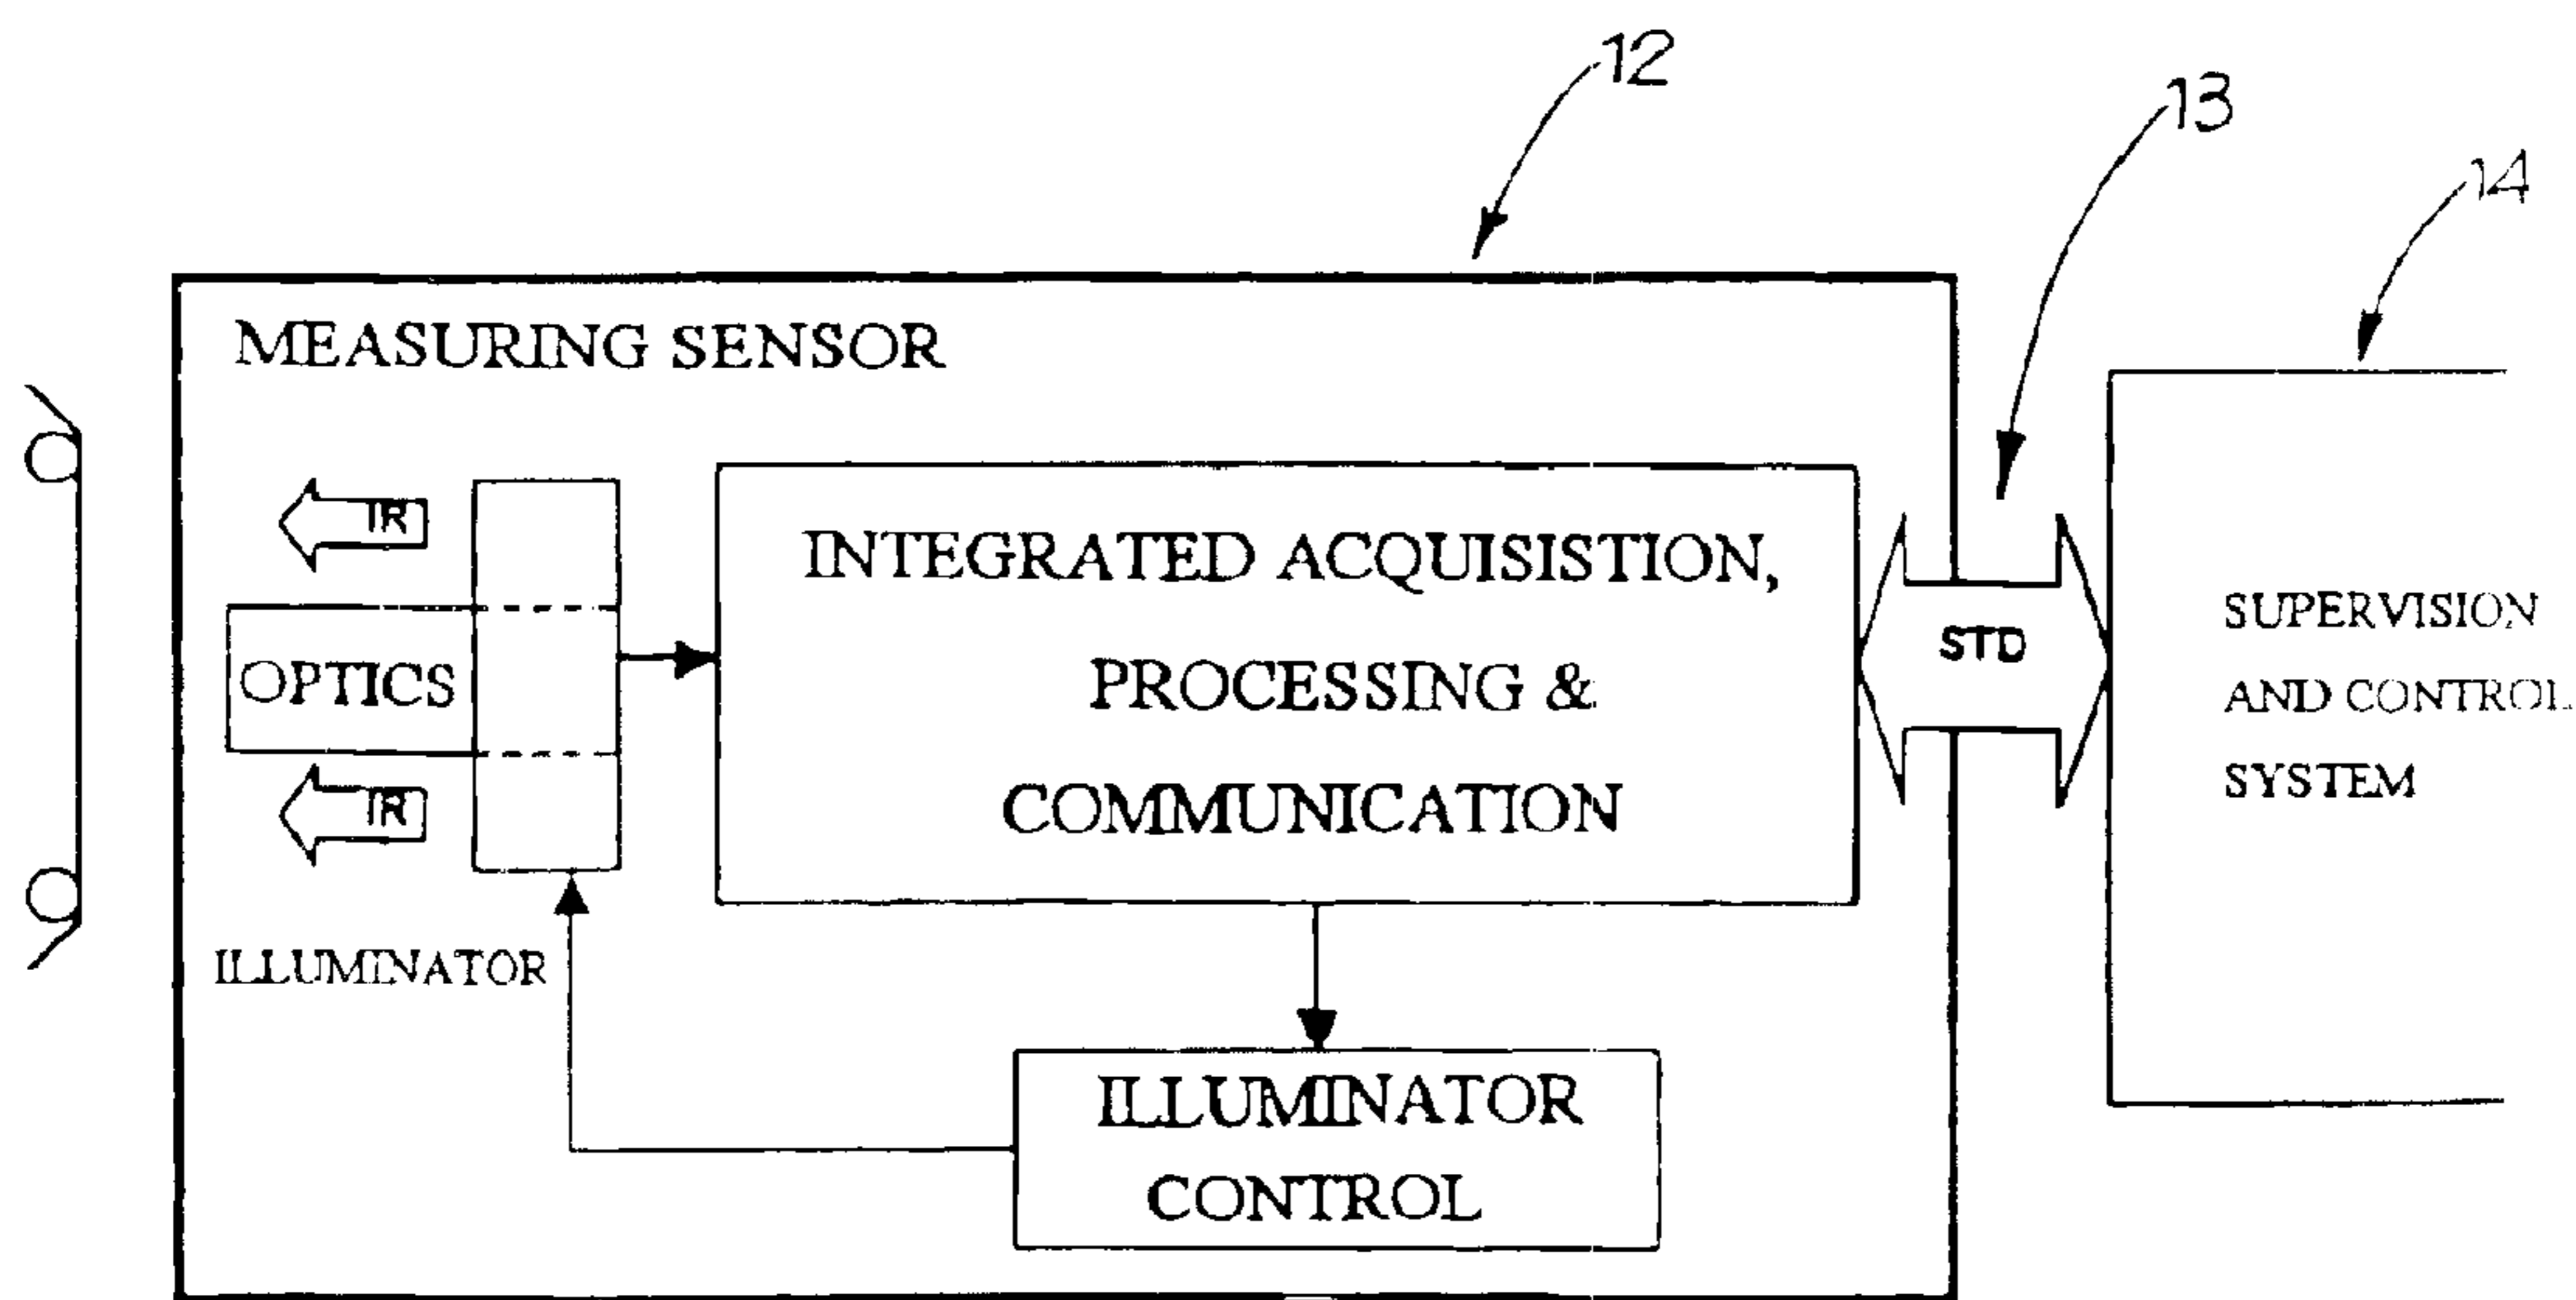 12
13
14
MEASURING SENSOR
IR
OPTICS
IR
ILLUMINATOR
INTEGRATED ACQUISISTION,
PROCESSING &
COMMUNICATION
ILLUMINATOR
CONTROL
STD
SUPERVISION
AND CONTROL
SYSTEM